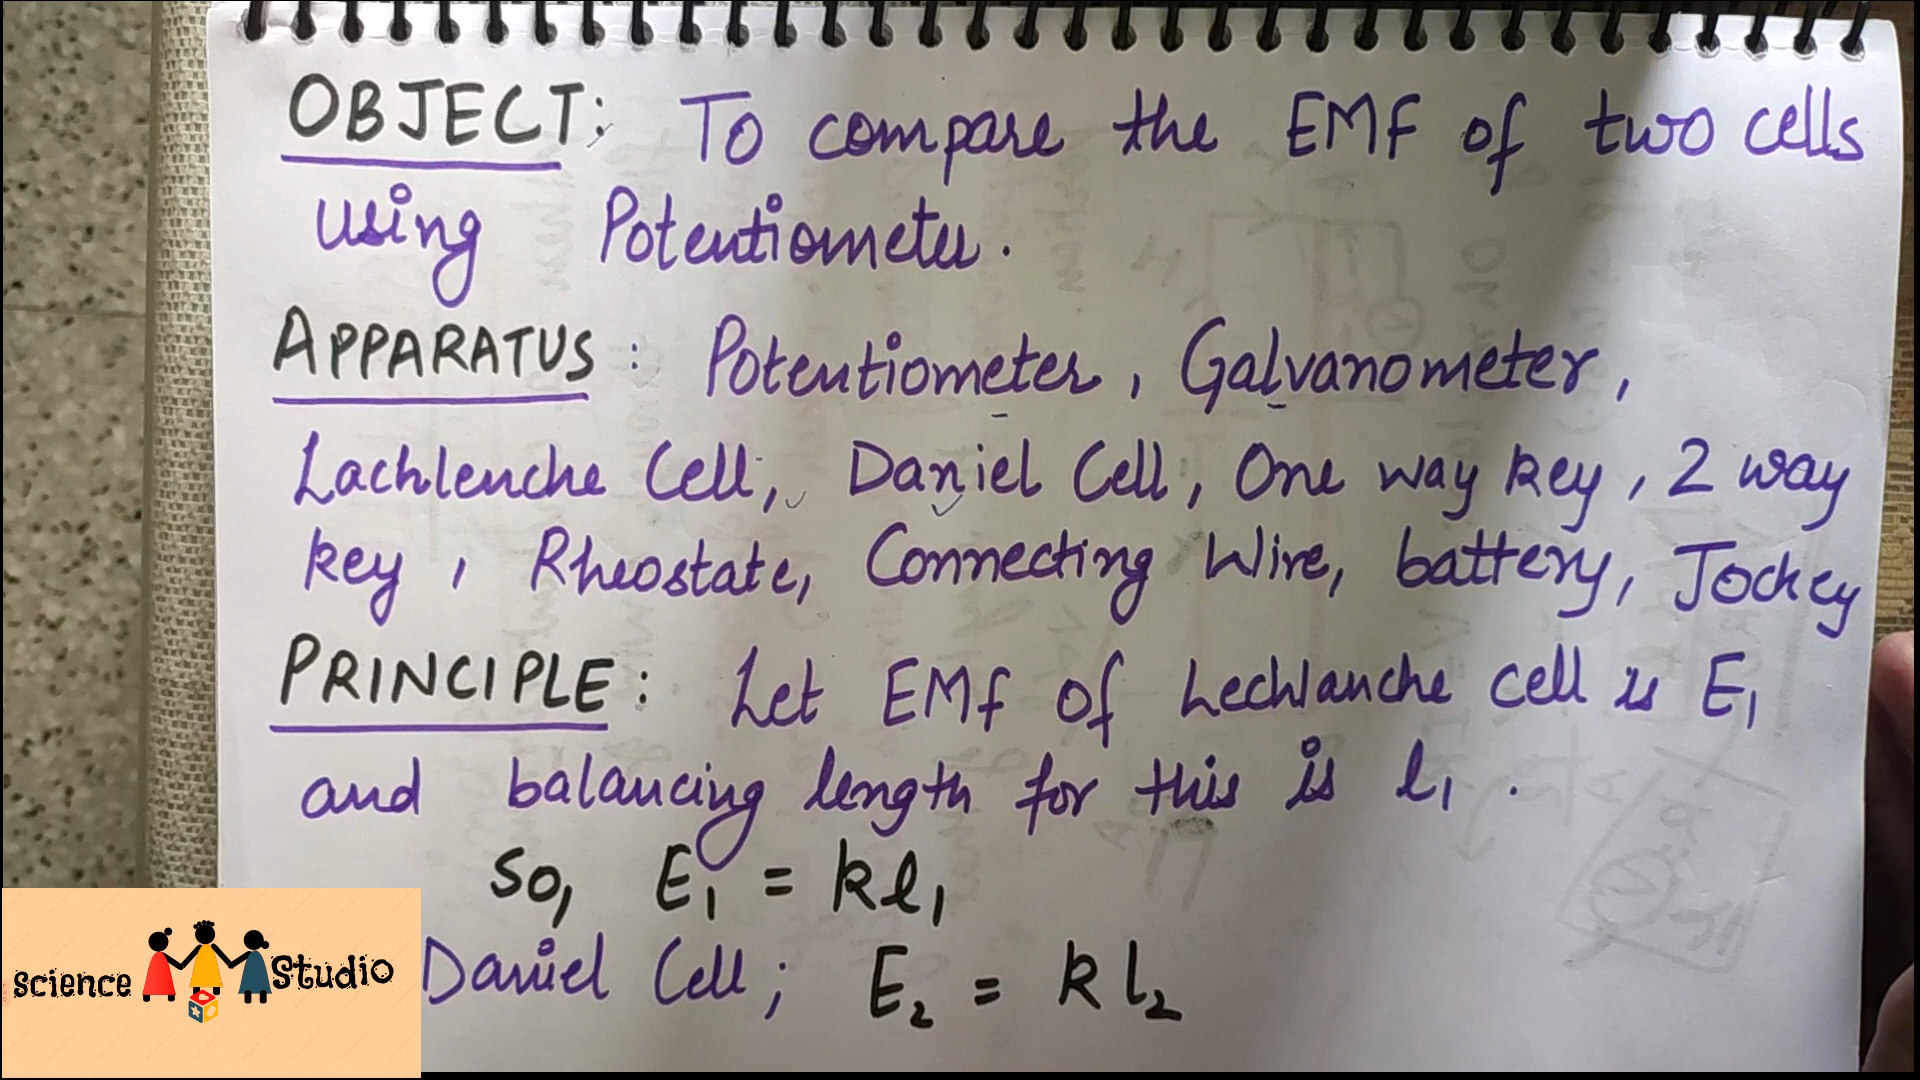 OBJECT: To compare the EMF of two cells
using Potentiometer.
APPARATUS: Potentiometer, Galvanometer,
Lachlenche Cell, Daniel Cell, One way key, 2 way
key, Rheostate, Connecting Wire, battery, Jockey
PRINCIPLE: Let EMF of Lechlanche cell is E₁
and balancing length for this is l₁.
So, E₁ = kl₁
Daniel Cell; E₂ = kl₂
Science Studio